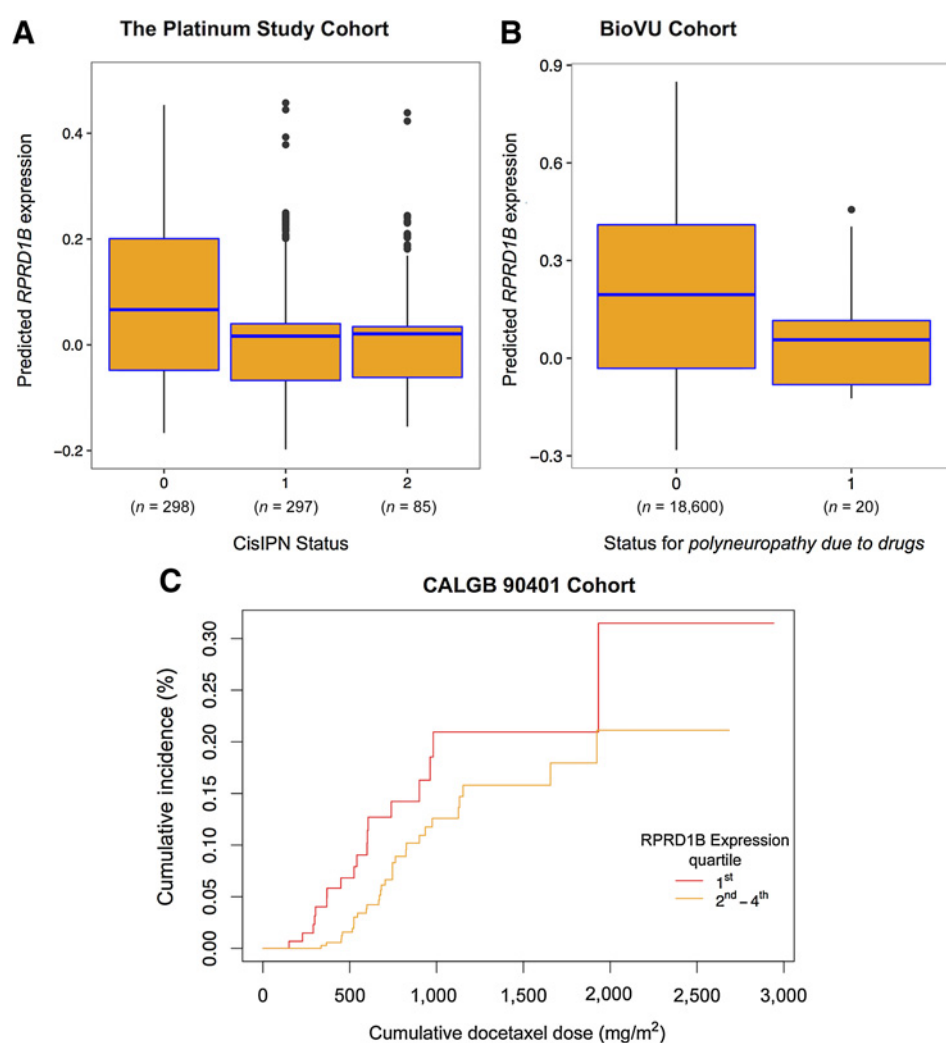 A The Platinum Study Cohort
Predicted RPRD1B expression
0.4
0.2
0.0
−0.2
0 1 2
(n = 298) (n = 297) (n = 85)
CisIPN Status
B BioVU Cohort
Predicted RPRD1B expression
0.9
0.6
0.3
0.0
−0.3
0 1
(n = 18,600) (n = 20)
Status for polyneuropathy due to drugs
C CALGB 90401 Cohort
Cumulative incidence (%)
0.30
0.25
0.20
0.15
0.10
0.05
0.00
RPRD1B Expression
quartile
1st
2nd – 4th
0 500 1,000 1,500 2,000 2,500 3,000
Cumulative docetaxel dose (mg/m²)